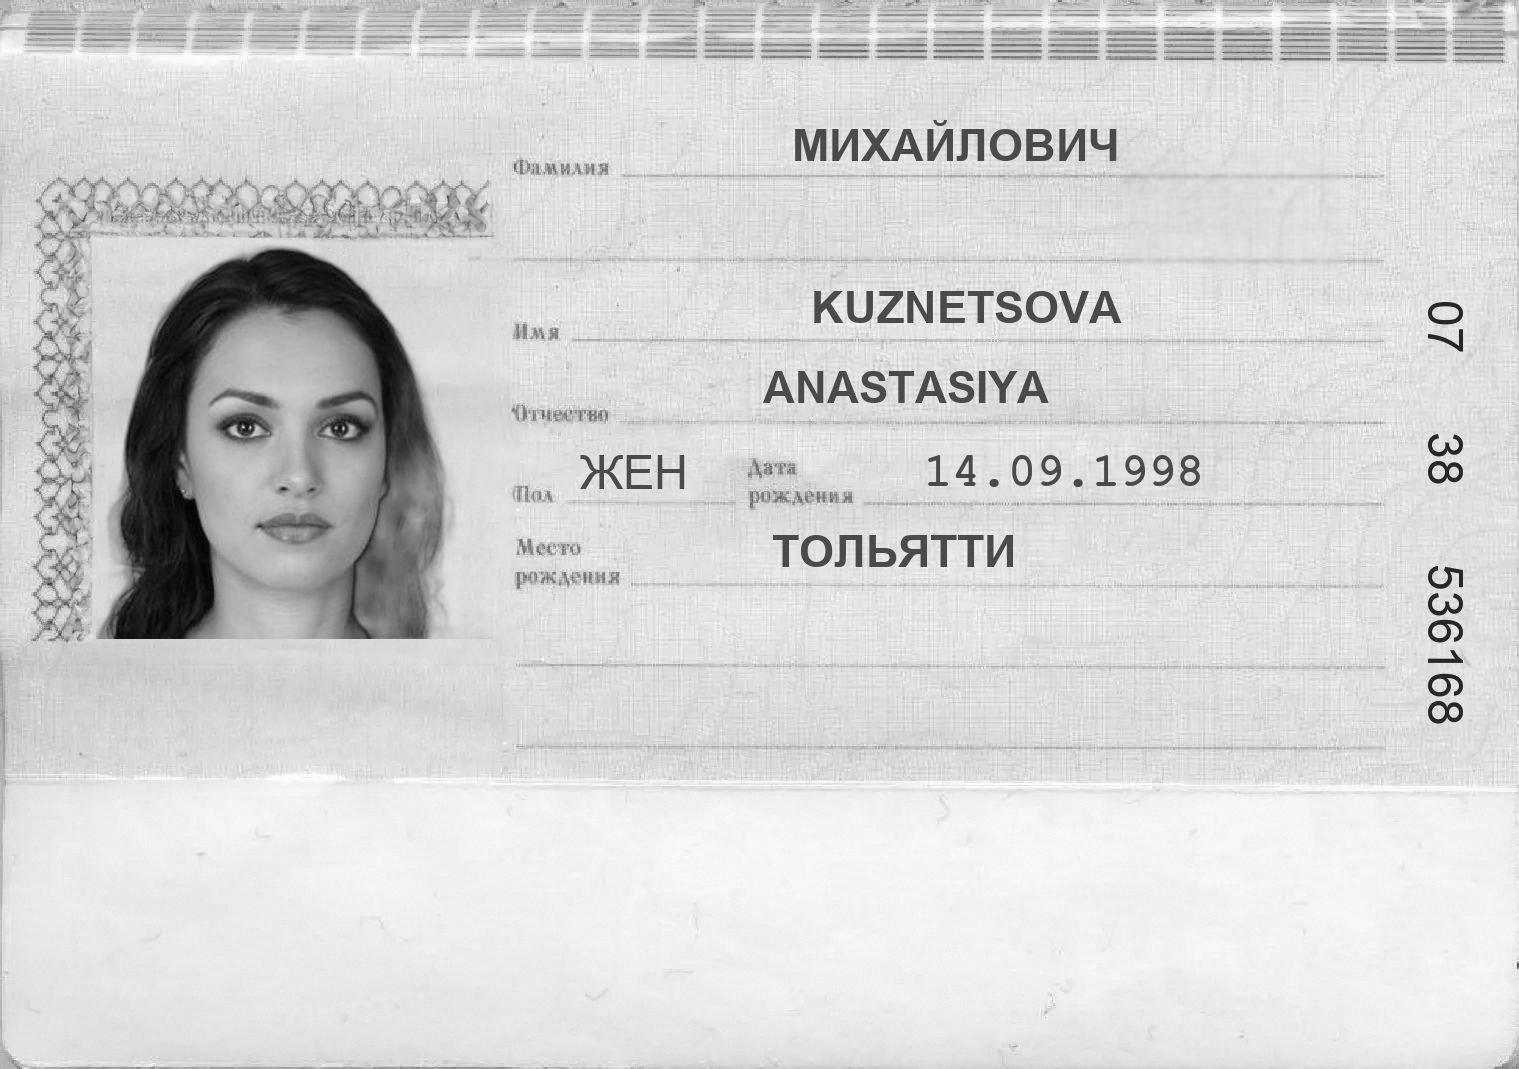 Фамилия МИХАЙЛОВИЧ
Имя KUZNETSOVA
Отчество ANASTASIYA
Пол ЖЕН Дата рождения 14.09.1998
Место рождения ТОЛЬЯТТИ
07 38 536168